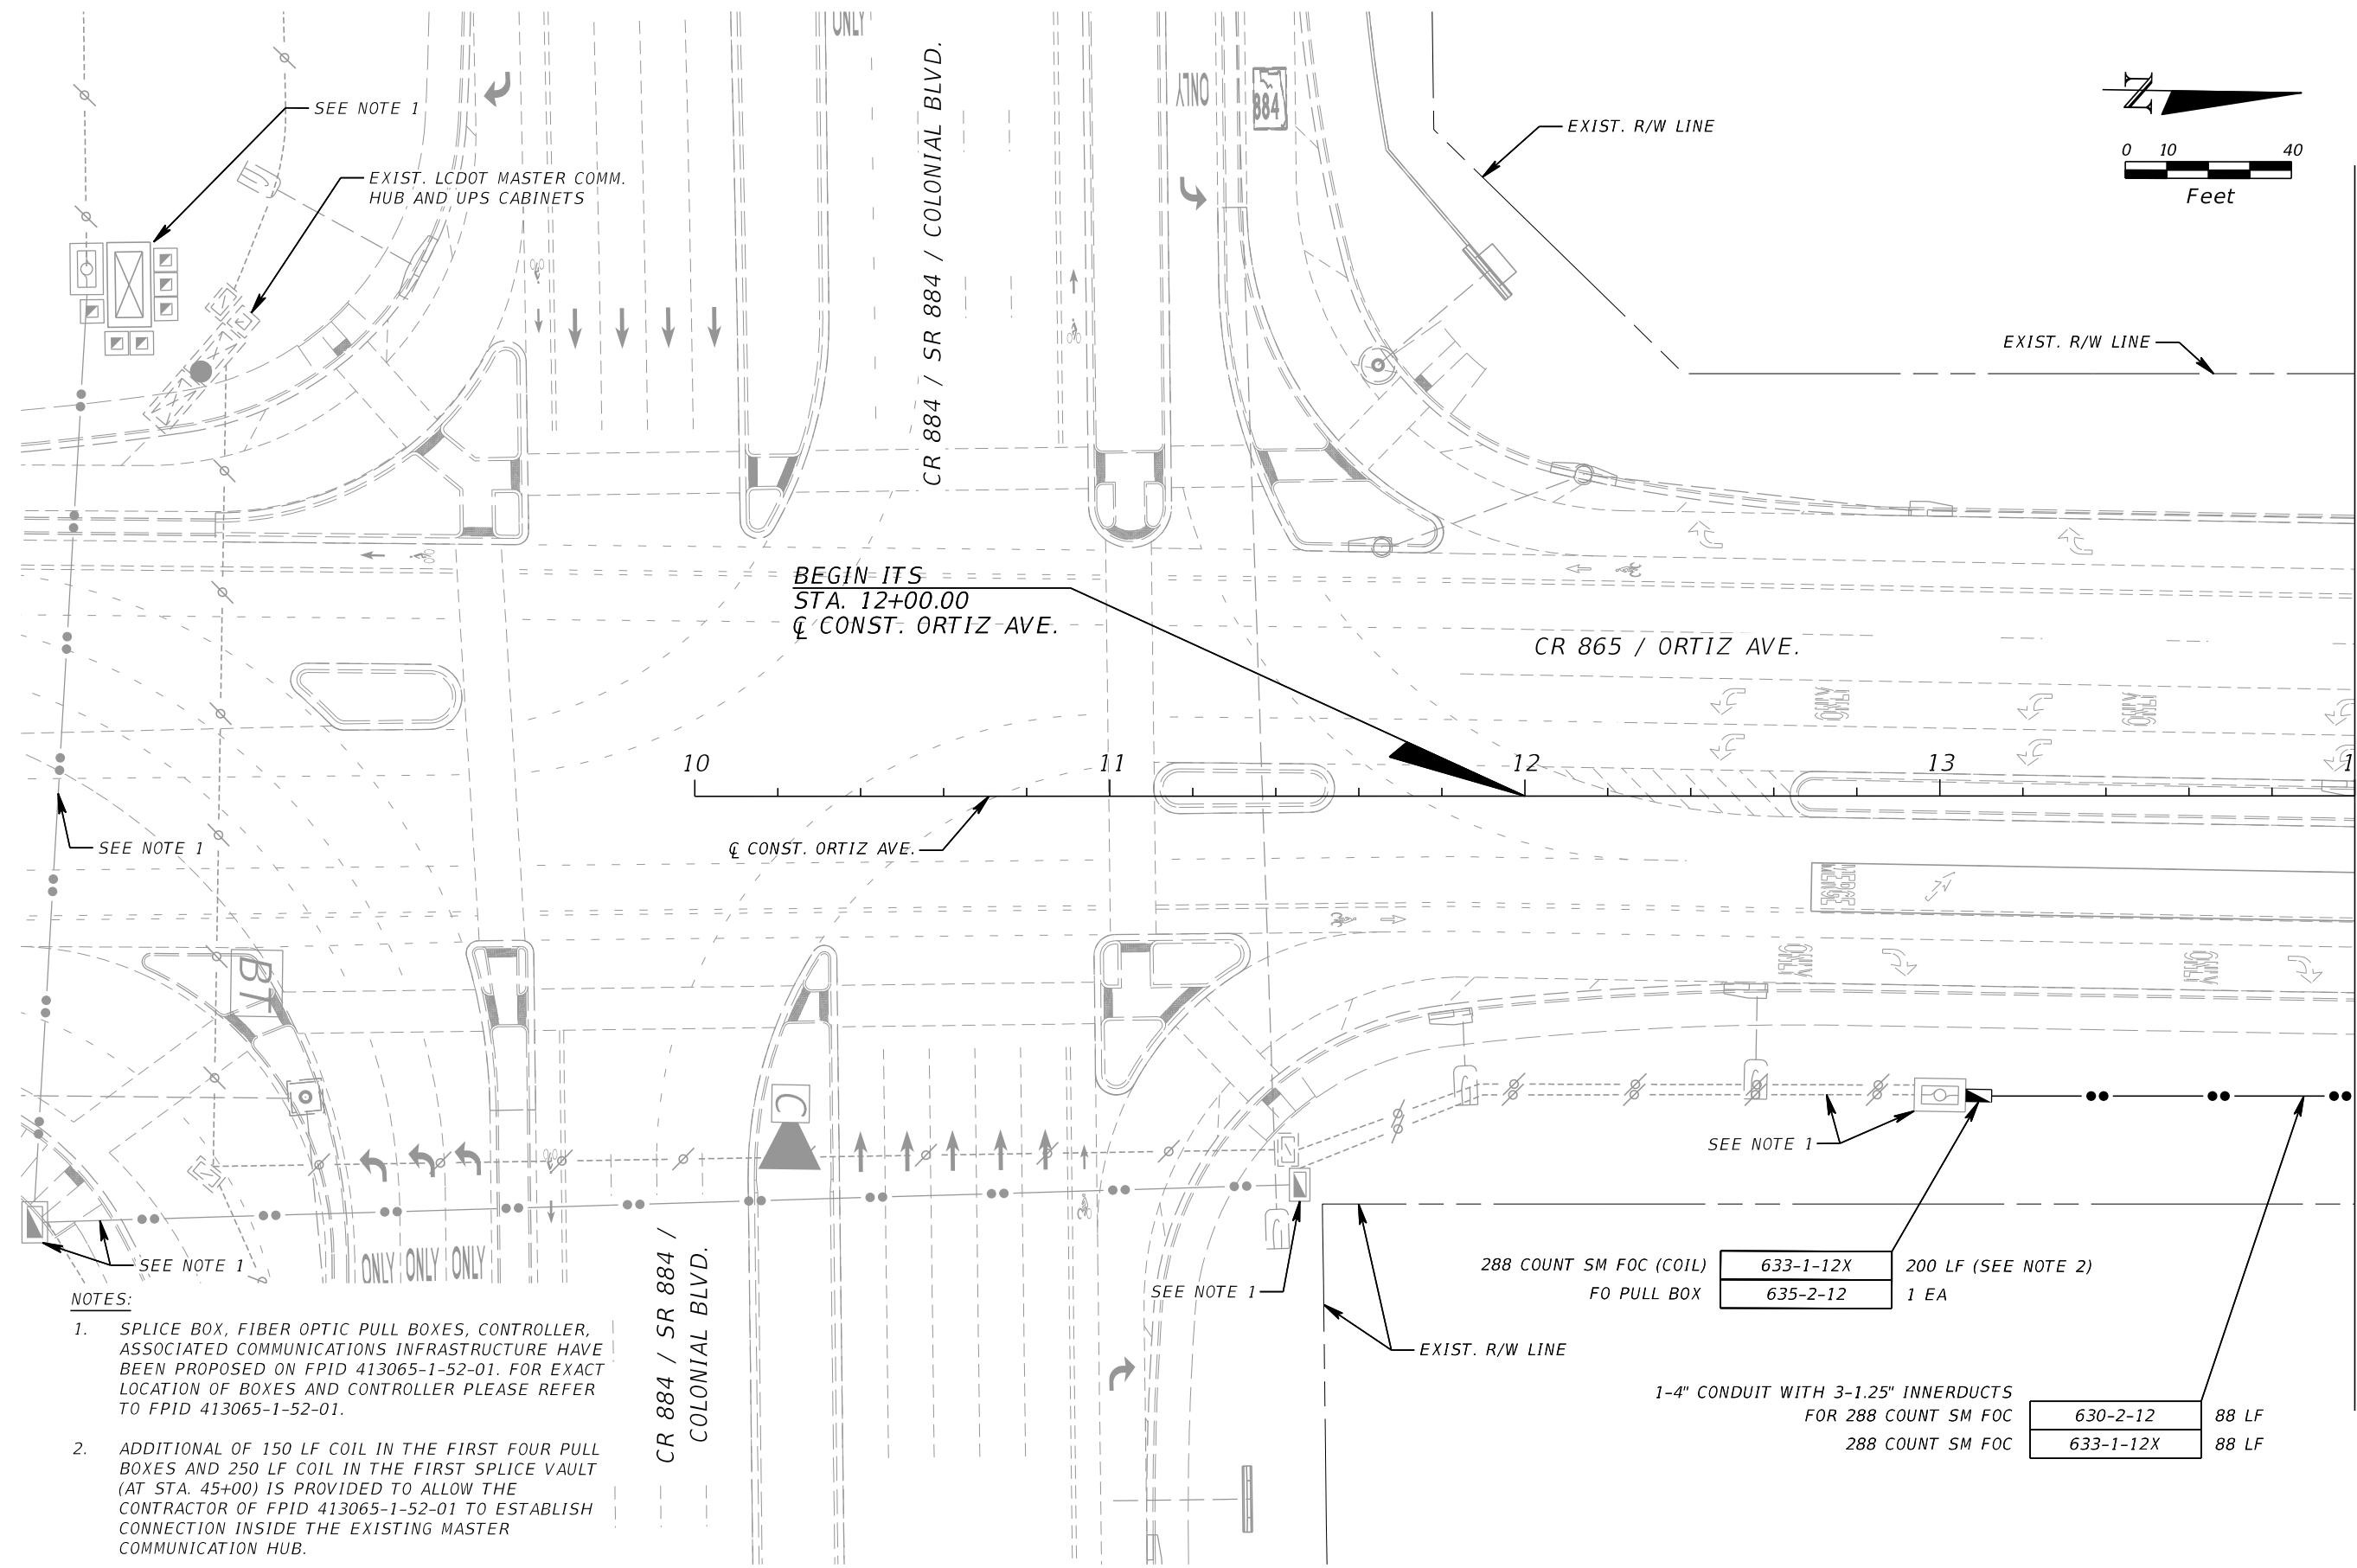 ONLY
CR 884 / SR 884 / COLONIAL BLVD.
ONLY
884
N
0 10 40
Feet
SEE NOTE 1
EXIST. LCDOT MASTER COMM.
HUB AND UPS CABINETS
EXIST. R/W LINE
EXIST. R/W LINE
BEGIN ITS
STA. 12+00.00
℄ CONST. ORTIZ AVE.
CR 865 / ORTIZ AVE.
ONLY
ONLY
10 11 12 13 1
SEE NOTE 1
℄ CONST. ORTIZ AVE.
MERGE
BT
ONLY
ONLY
C
SEE NOTE 1
SEE NOTE 1
ONLY ONLY ONLY
CR 884 / SR 884 /
COLONIAL BLVD.
SEE NOTE 1
EXIST. R/W LINE
288 COUNT SM FOC (COIL) 633-1-12X 200 LF (SEE NOTE 2)
FO PULL BOX 635-2-12 1 EA
1-4" CONDUIT WITH 3-1.25" INNERDUCTS
FOR 288 COUNT SM FOC 630-2-12 88 LF
288 COUNT SM FOC 633-1-12X 88 LF
NOTES:
1. SPLICE BOX, FIBER OPTIC PULL BOXES, CONTROLLER,
ASSOCIATED COMMUNICATIONS INFRASTRUCTURE HAVE
BEEN PROPOSED ON FPID 413065-1-52-01. FOR EXACT
LOCATION OF BOXES AND CONTROLLER PLEASE REFER
TO FPID 413065-1-52-01.
2. ADDITIONAL OF 150 LF COIL IN THE FIRST FOUR PULL
BOXES AND 250 LF COIL IN THE FIRST SPLICE VAULT
(AT STA. 45+00) IS PROVIDED TO ALLOW THE
CONTRACTOR OF FPID 413065-1-52-01 TO ESTABLISH
CONNECTION INSIDE THE EXISTING MASTER
COMMUNICATION HUB.